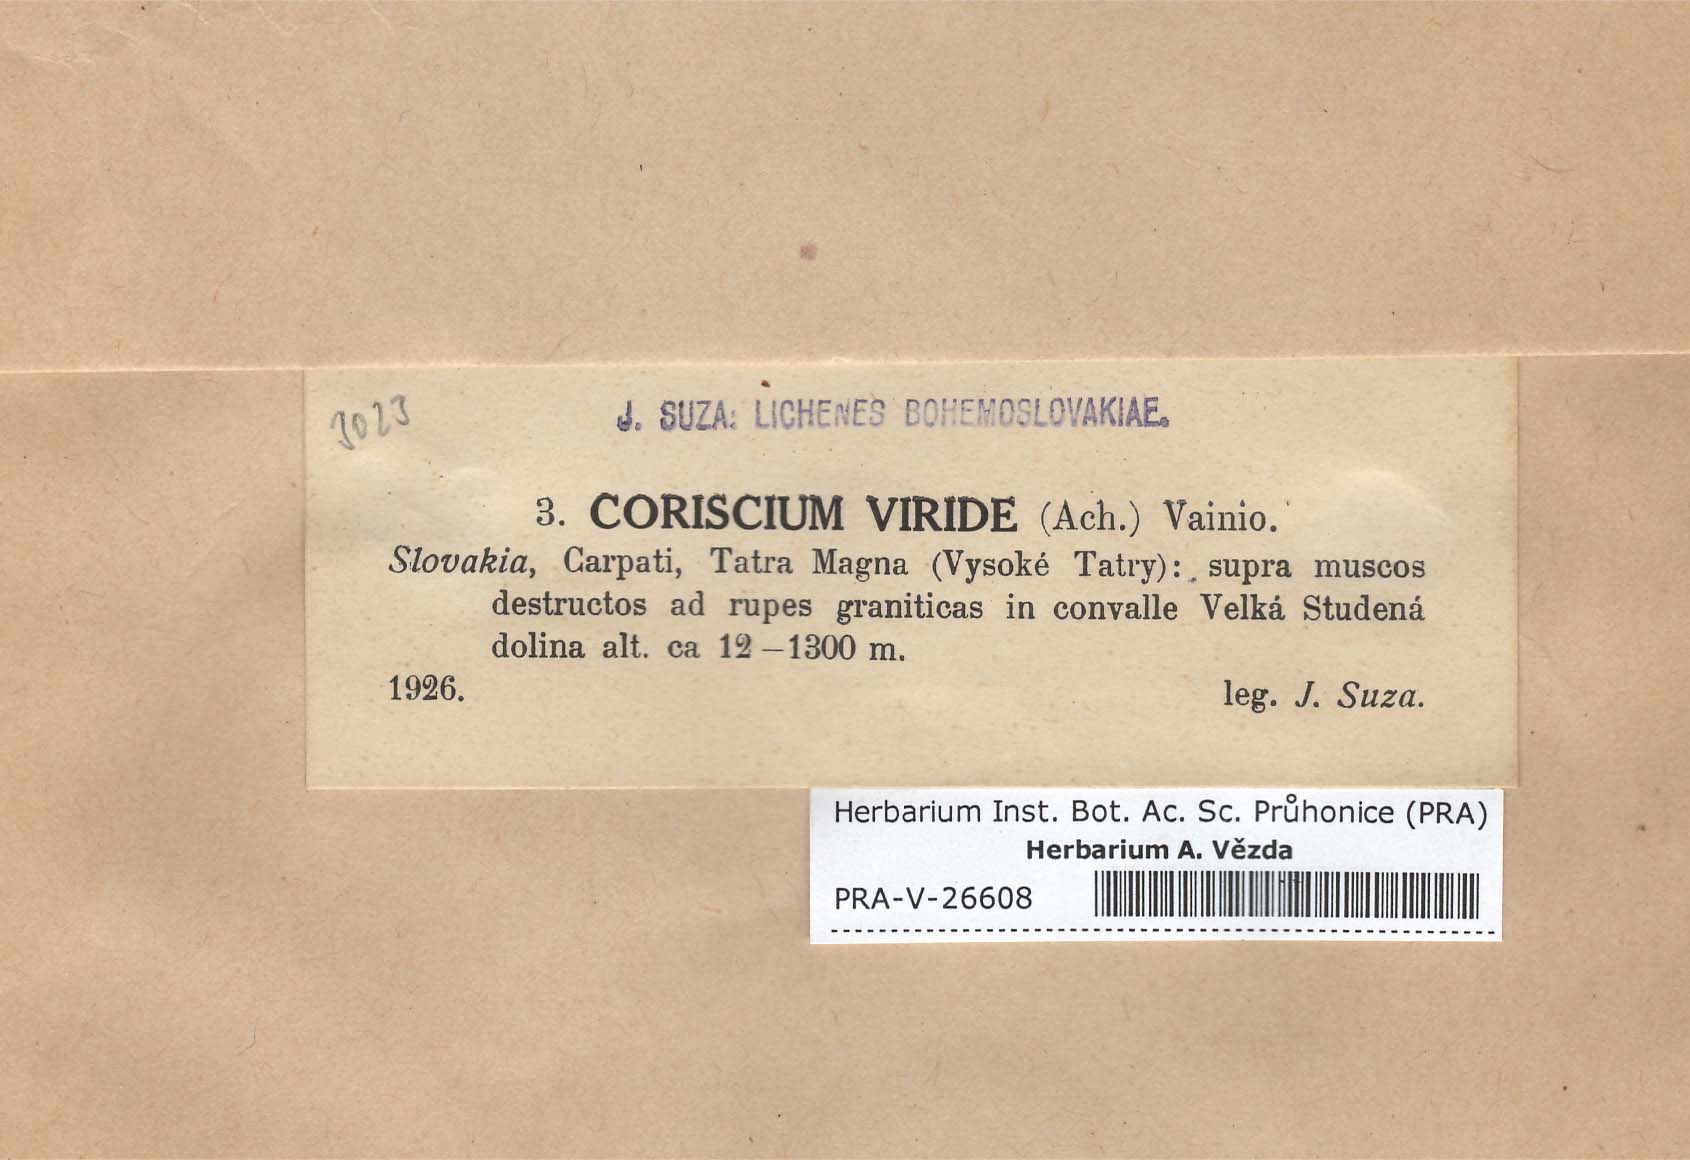 3023
J. SUZA: LICHENES BOHEMOSLOVAKIAE.
3. CORISCIUM VIRIDE (Ach.) Vainio.
Slovakia, Carpati, Tatra Magna (Vysoké Tatry): supra muscos
destructos ad rupes graniticas in convalle Velká Studená
dolina alt. ca 12–1300 m.
1926. leg. J. Suza.
Herbarium Inst. Bot. Ac. Sc. Průhonice (PRA)
Herbarium A. Vězda
PRA-V-26608